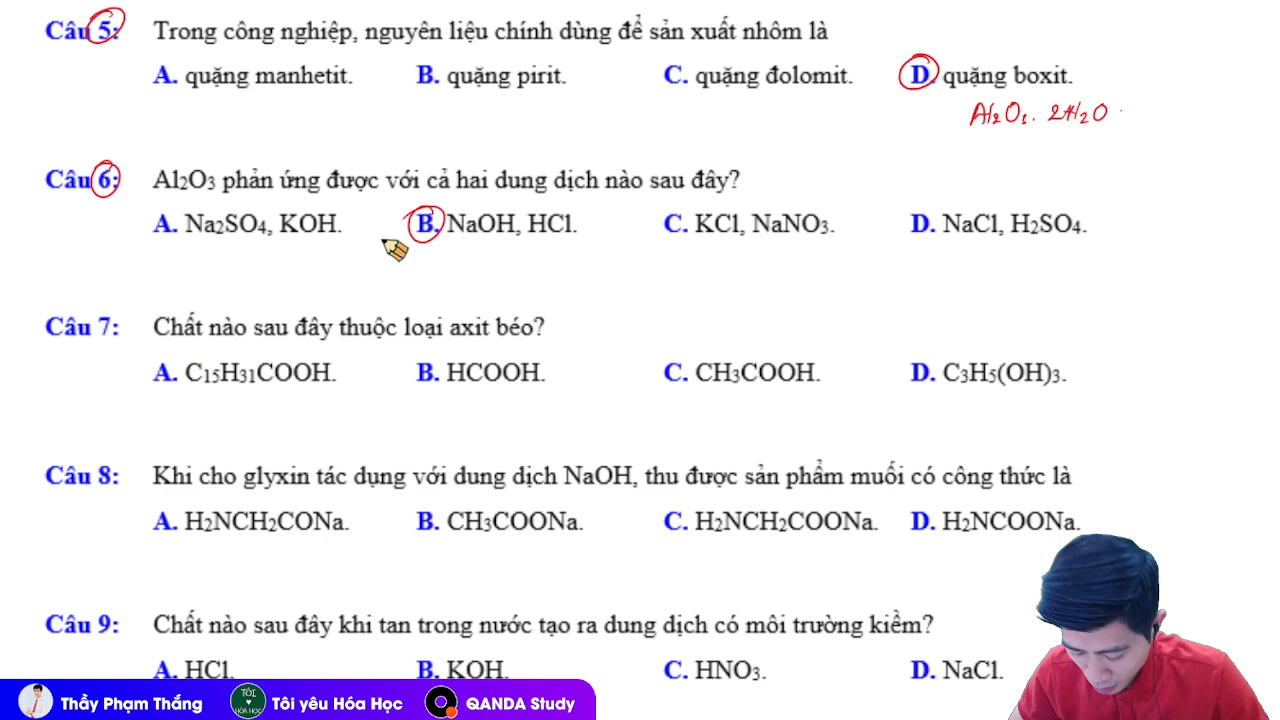 Câu 5: Trong công nghiệp, nguyên liệu chính dùng để sản xuất nhôm là
A. quặng manhetit. B. quặng pirit. C. quặng đolomit. D. quặng boxit.
Al₂O₃. 2H₂O
Câu 6: Al₂O₃ phản ứng được với cả hai dung dịch nào sau đây?
A. Na₂SO₄, KOH. B. NaOH, HCl. C. KCl, NaNO₃. D. NaCl, H₂SO₄.
Câu 7: Chất nào sau đây thuộc loại axit béo?
A. C₁₅H₃₁COOH. B. HCOOH. C. CH₃COOH. D. C₃H₅(OH)₃.
Câu 8: Khi cho glyxin tác dụng với dung dịch NaOH, thu được sản phẩm muối có công thức là
A. H₂NCH₂CONa. B. CH₃COONa. C. H₂NCH₂COONa. D. H₂NCOONa.
Câu 9: Chất nào sau đây khi tan trong nước tạo ra dung dịch có môi trường kiềm?
A. HCl. B. KOH. C. HNO₃. D. NaCl.
Thầy Phạm Thắng TÔI ♥ HÓA HỌC Tôi yêu Hóa Học QANDA Study